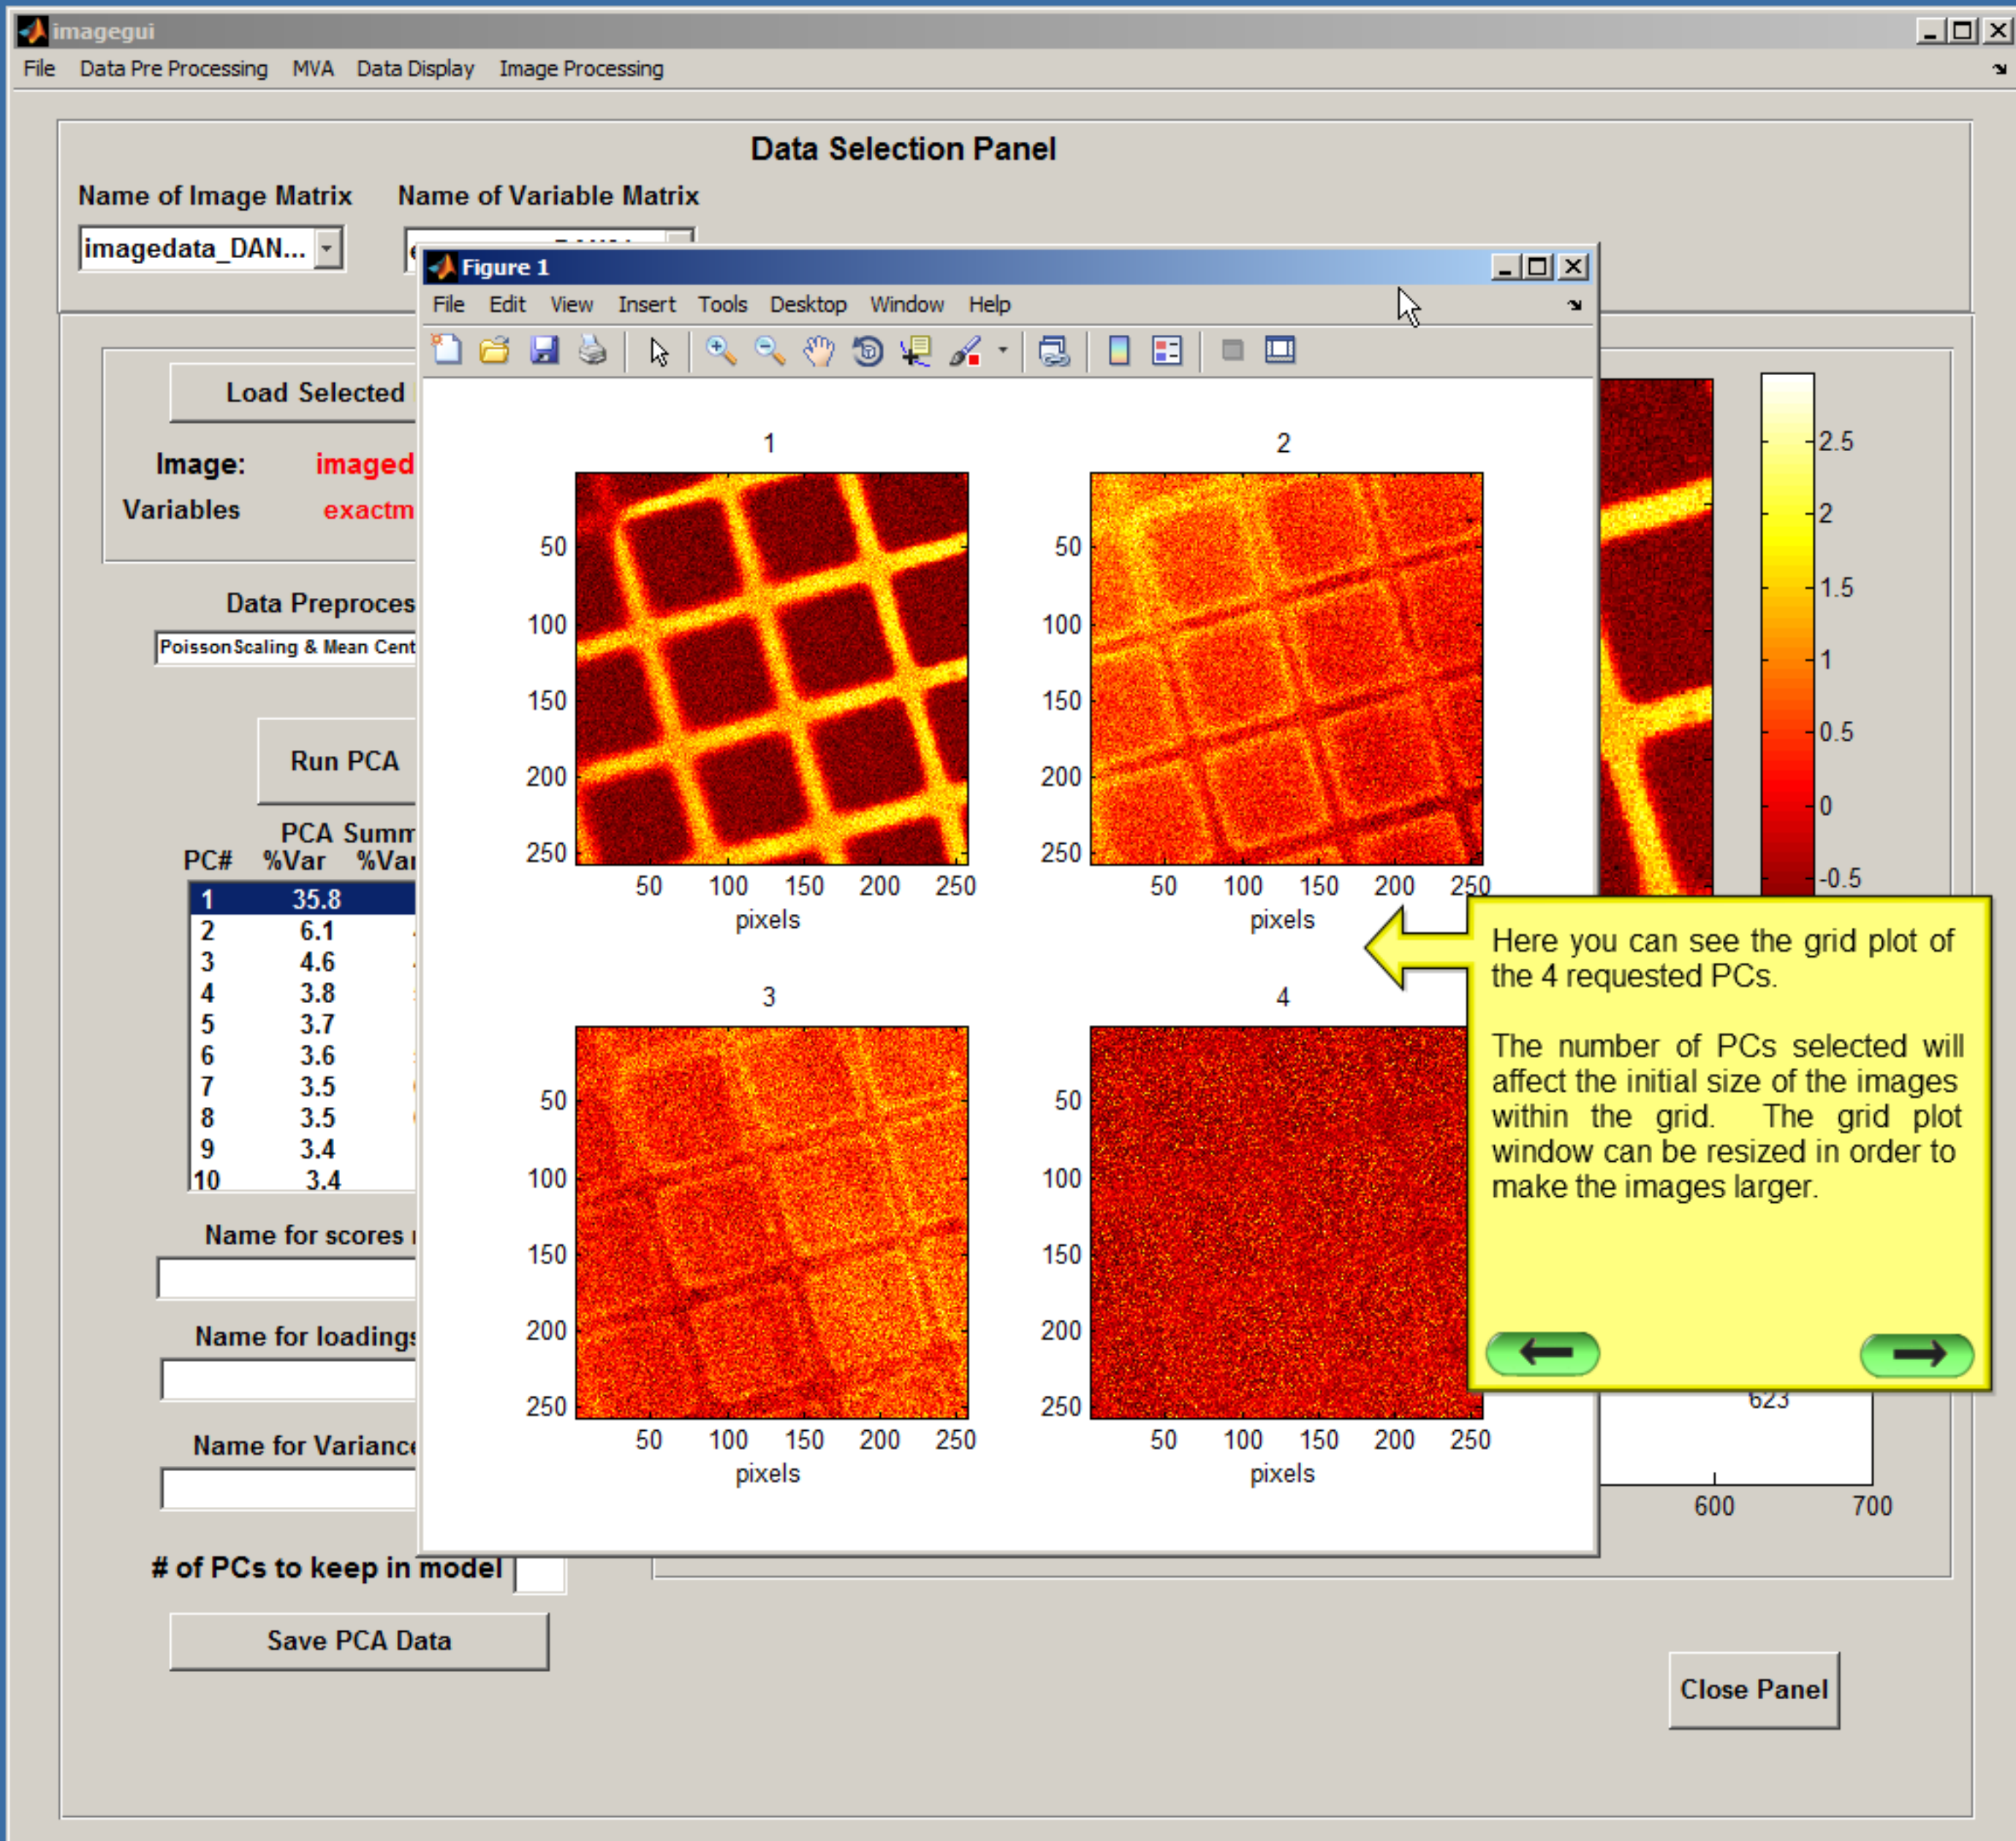 imagegui
File Data Pre Processing MVA Data Display Image Processing
Data Selection Panel
Name of Image Matrix Name of Variable Matrix
imagedata_DAN...
Figure 1
File Edit View Insert Tools Desktop Window Help
Load Selected
Image: imaged
Variables exactm
Data Preproces
PoissonScaling & Mean Cent
Run PCA
PCA Summ
PC# %Var %Var
1 35.8
2 6.1
3 4.6
4 3.8
5 3.7
6 3.6
7 3.5
8 3.5
9 3.4
10 3.4
Name for scores
Name for loadings
Name for Variance
# of PCs to keep in model
Save PCA Data
1
50
100
150
200
250
50 100 150 200 250
pixels
2
50
100
150
200
250
50 100 150 200 250
pixels
3
50
100
150
200
250
50 100 150 200 250
pixels
4
50
100
150
200
250
50 100 150 200 250
pixels
2.5
2
1.5
1
0.5
0
-0.5
Here you can see the grid plot of
the 4 requested PCs.
The number of PCs selected will
affect the initial size of the images
within the grid. The grid plot
window can be resized in order to
make the images larger.
623
600 700
Close Panel